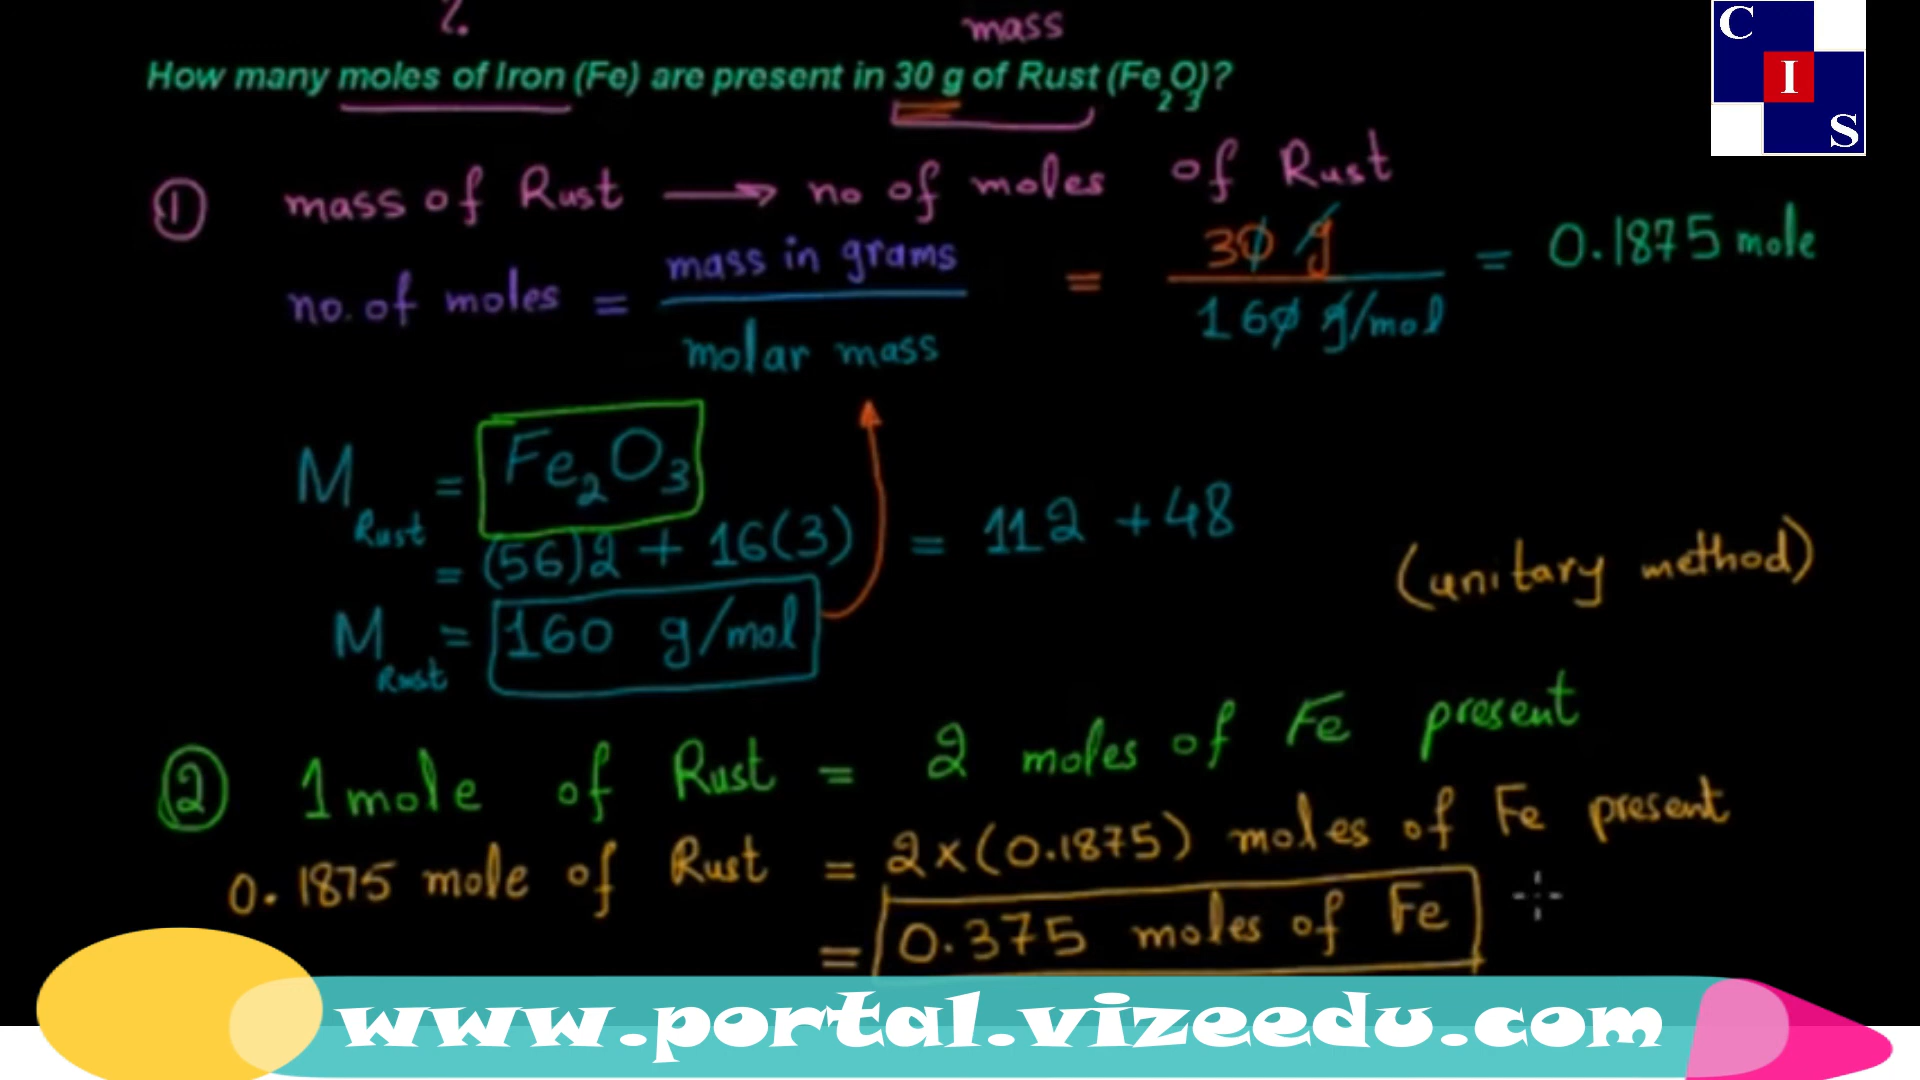 ?
mass
How many moles of Iron (Fe) are present in 30 g of Rust (Fe2O3)?
C
I
S
① mass of Rust → no of moles of Rust
no. of moles = mass in grams / molar mass = 30 g / 160 g/mol = 0.1875 mole
M Rust = Fe2O3
= (56)2 + 16(3) = 112 + 48
(unitary method)
M Rust = 160 g/mol
② 1 mole of Rust = 2 moles of Fe present
0.1875 mole of Rust = 2 x (0.1875) moles of Fe present
= 0.375 moles of Fe
www.portal.vizeedu.com